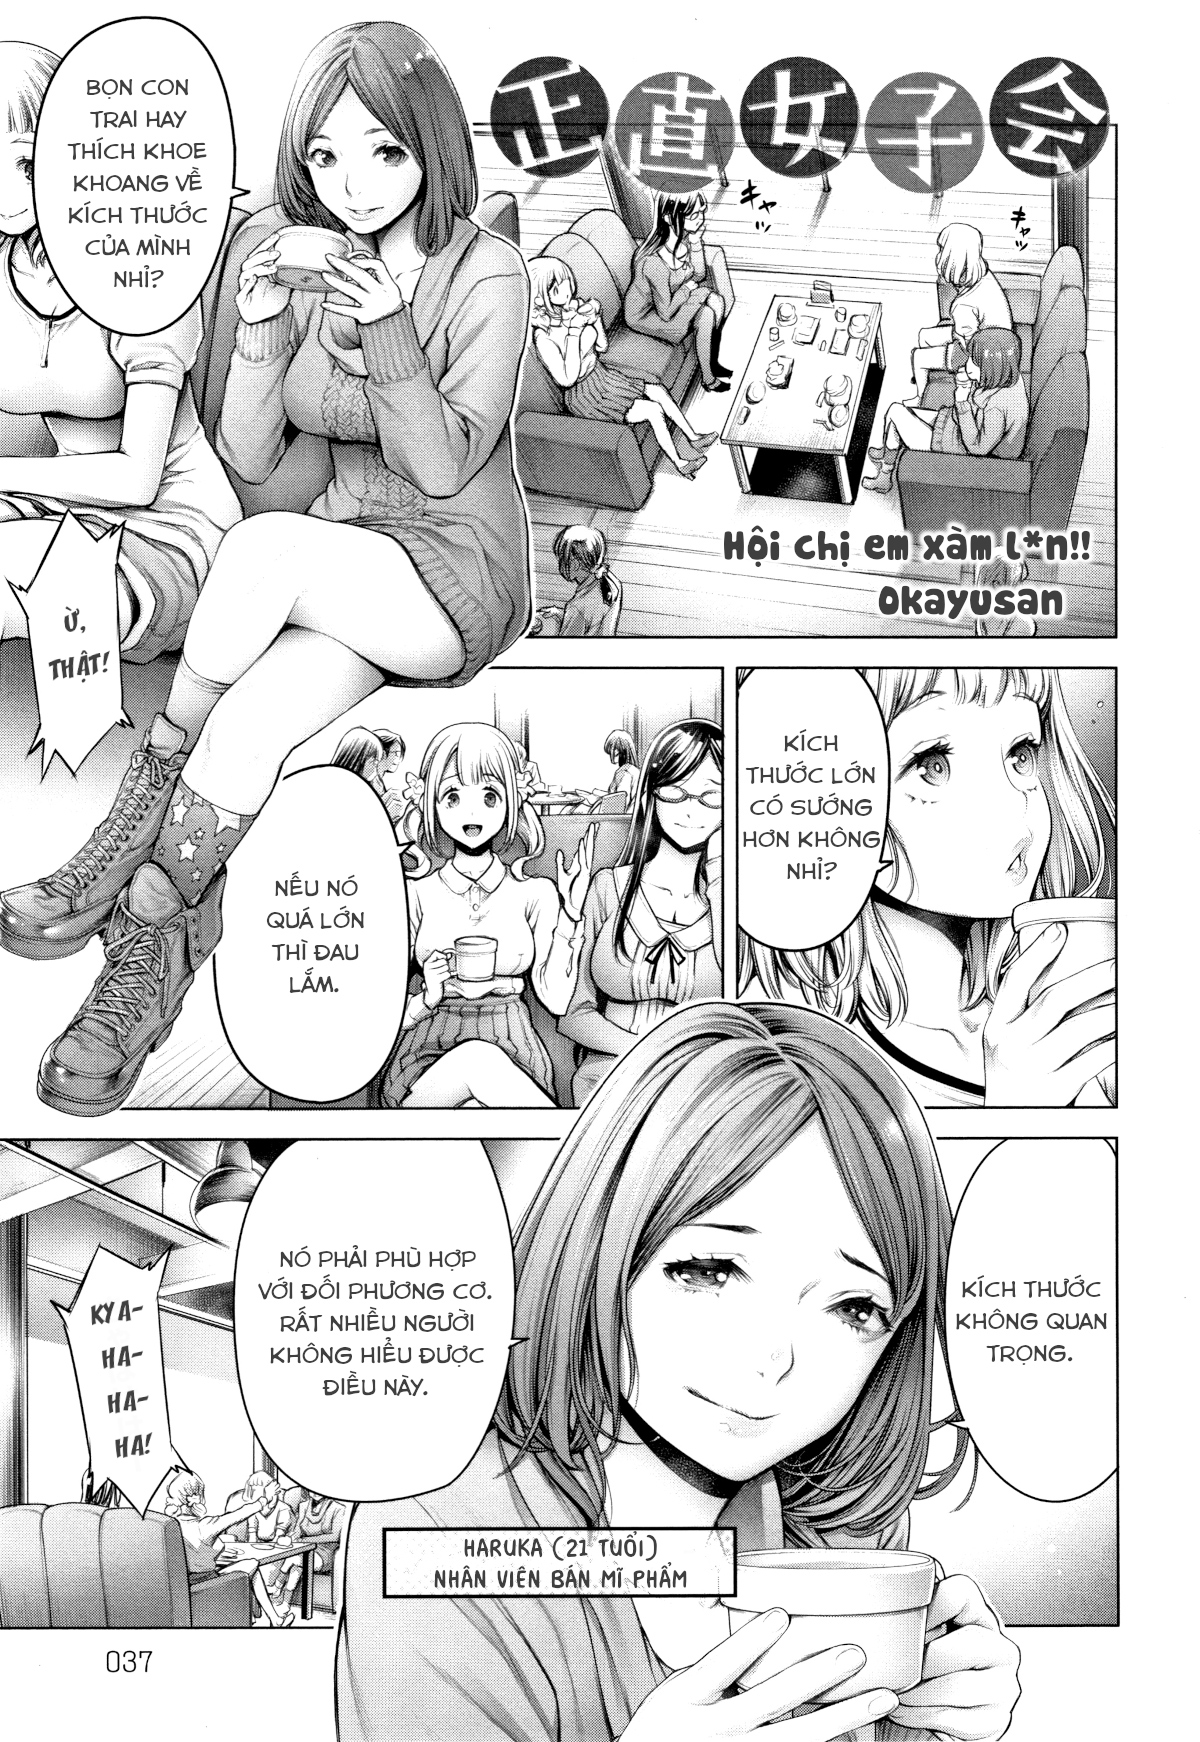 正直女子会
キャッ
キャッ
Hội chị em xàm l*n!!
Okayusan
BỌN CON
TRAI HAY
THÍCH KHOE
KHOANG VỀ
KÍCH THƯỚC
CỦA MÌNH
NHỈ?
Ừ,
THẬT!
KÍCH
THƯỚC LỚN
CÓ SƯỚNG
HƠN KHÔNG
NHỈ?
NẾU NÓ
QUÁ LỚN
THÌ ĐAU
LẮM.
KÍCH THƯỚC
KHÔNG QUAN
TRỌNG.
NÓ PHẢI PHÙ HỢP
VỚI ĐỐI PHƯƠNG CƠ.
RẤT NHIỀU NGƯỜI
KHÔNG HIỂU ĐƯỢC
ĐIỀU NÀY.
KYA-
HA-
HA-
HA!
HARUKA (21 TUỔI)
NHÂN VIÊN BÁN MĨ PHẨM
037